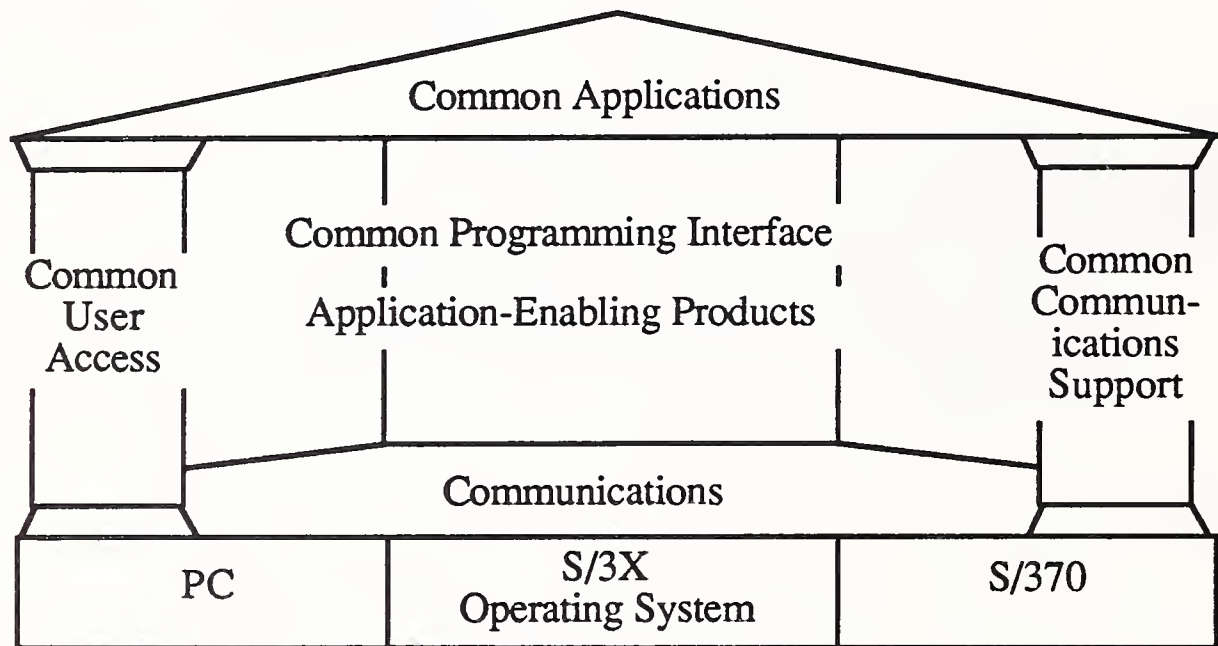 Common Applications
Common Programming Interface
Application-Enabling Products
Common
User
Access
Common
Commun-
ications
Support
Communications
PC
S/3X
Operating System
S/370